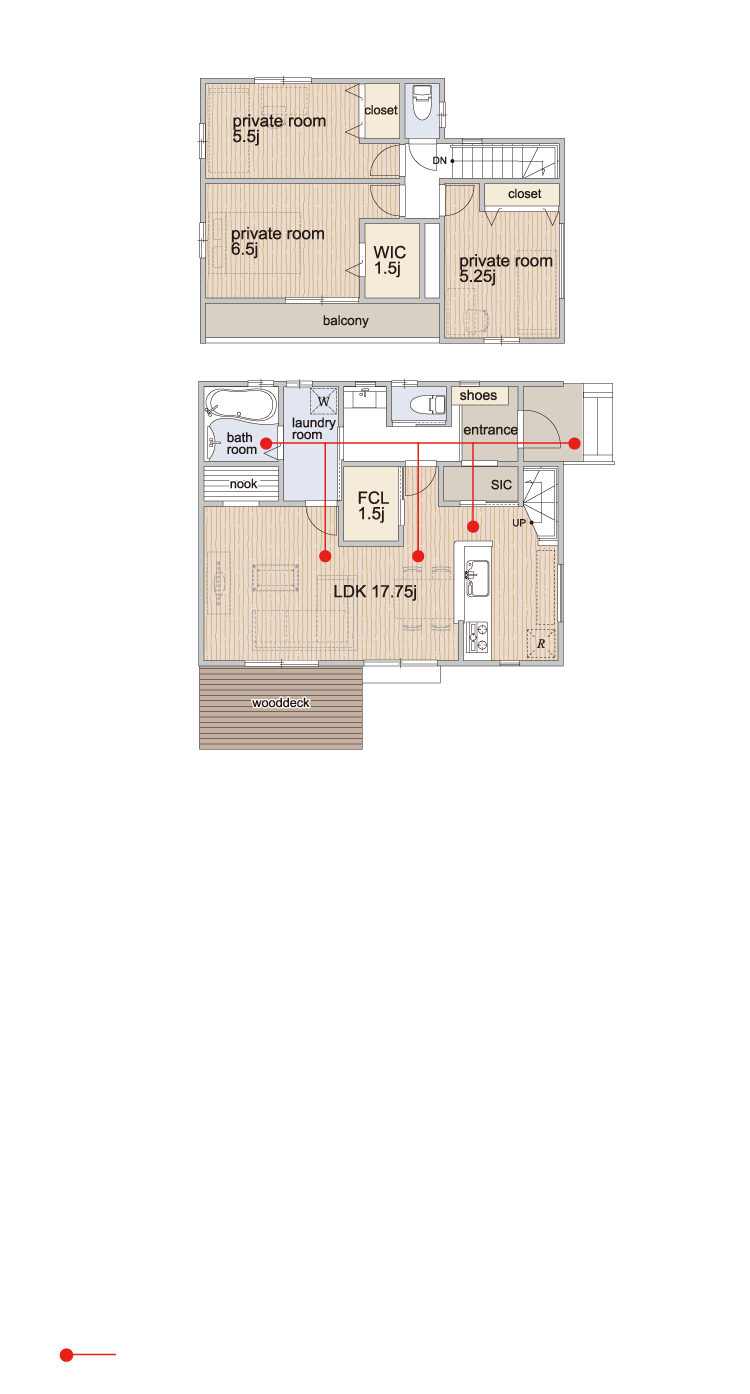 private room
5.5j
closet
DN
closet
private room
6.5j
WIC
1.5j
private room
5.25j
balcony
W
shoes
laundry
room
entrance
bath
room
nook
FCL
1.5j
SIC
UP
LDK 17.75j
R
wooddeck